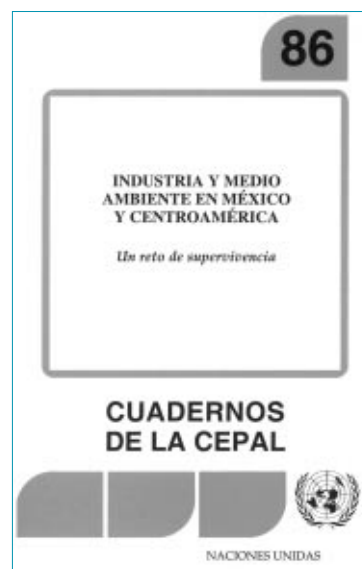 86
INDUSTRIA Y MEDIO
AMBIENTE EN MÉXICO
Y CENTROAMÉRICA
Un reto de supervivencia
CUADERNOS
DE LA CEPAL
NACIONES UNIDAS